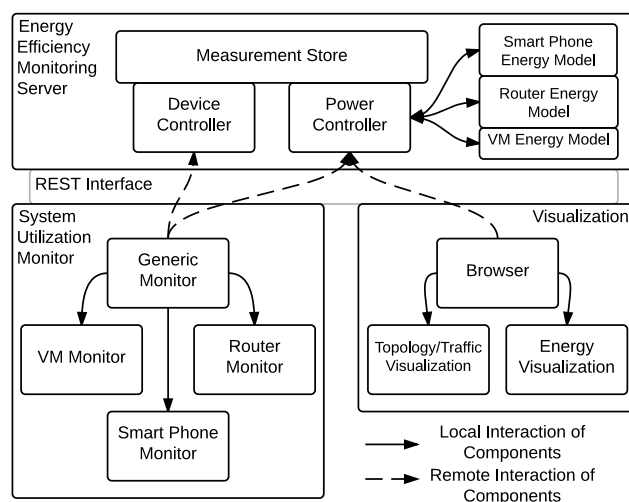 Energy
Efficiency
Monitoring
Server
Measurement Store
Device
Controller
Power
Controller
Smart Phone
Energy Model
Router Energy
Model
VM Energy Model
REST Interface
System
Utilization
Monitor
Generic
Monitor
VM Monitor
Router
Monitor
Smart Phone
Monitor
Visualization
Browser
Topology/Traffic
Visualization
Energy
Visualization
Local Interaction of
Components
Remote Interaction of
Components